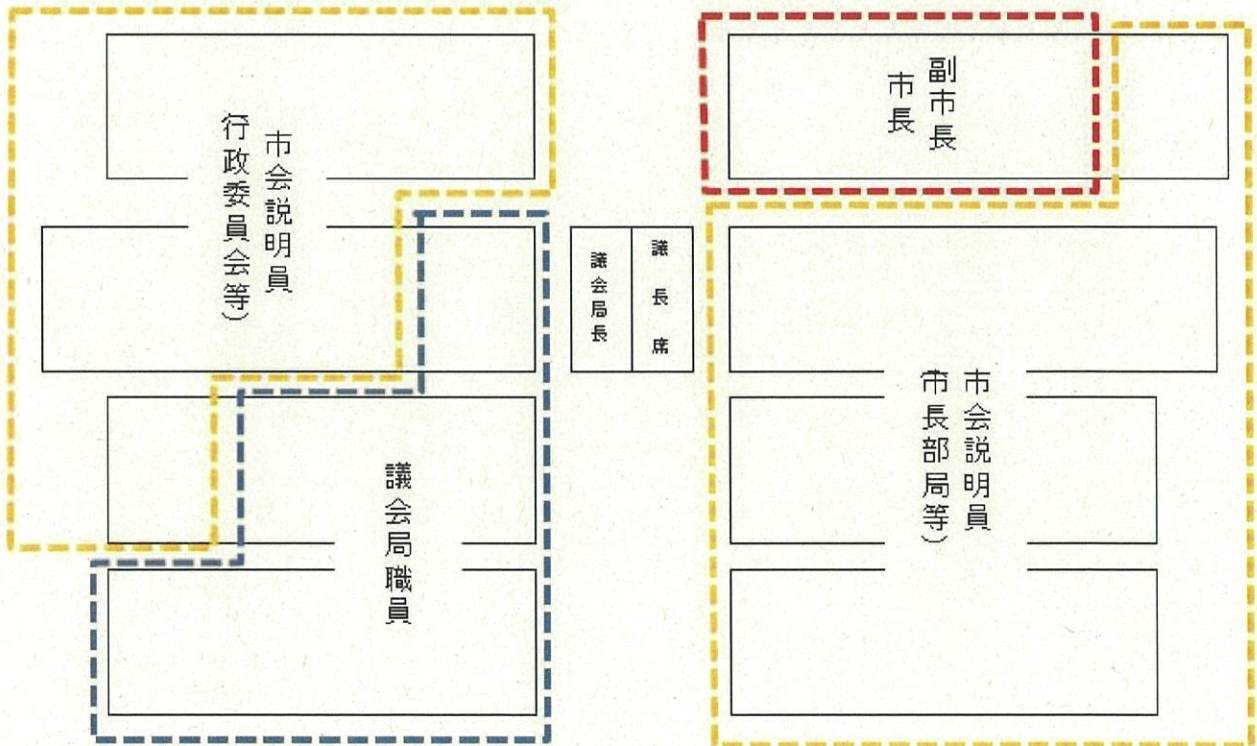 副市長
市長
市会説明員
（市長部局等）
議長席
議会局長
市会説明員
（行政委員会等）
議会局職員